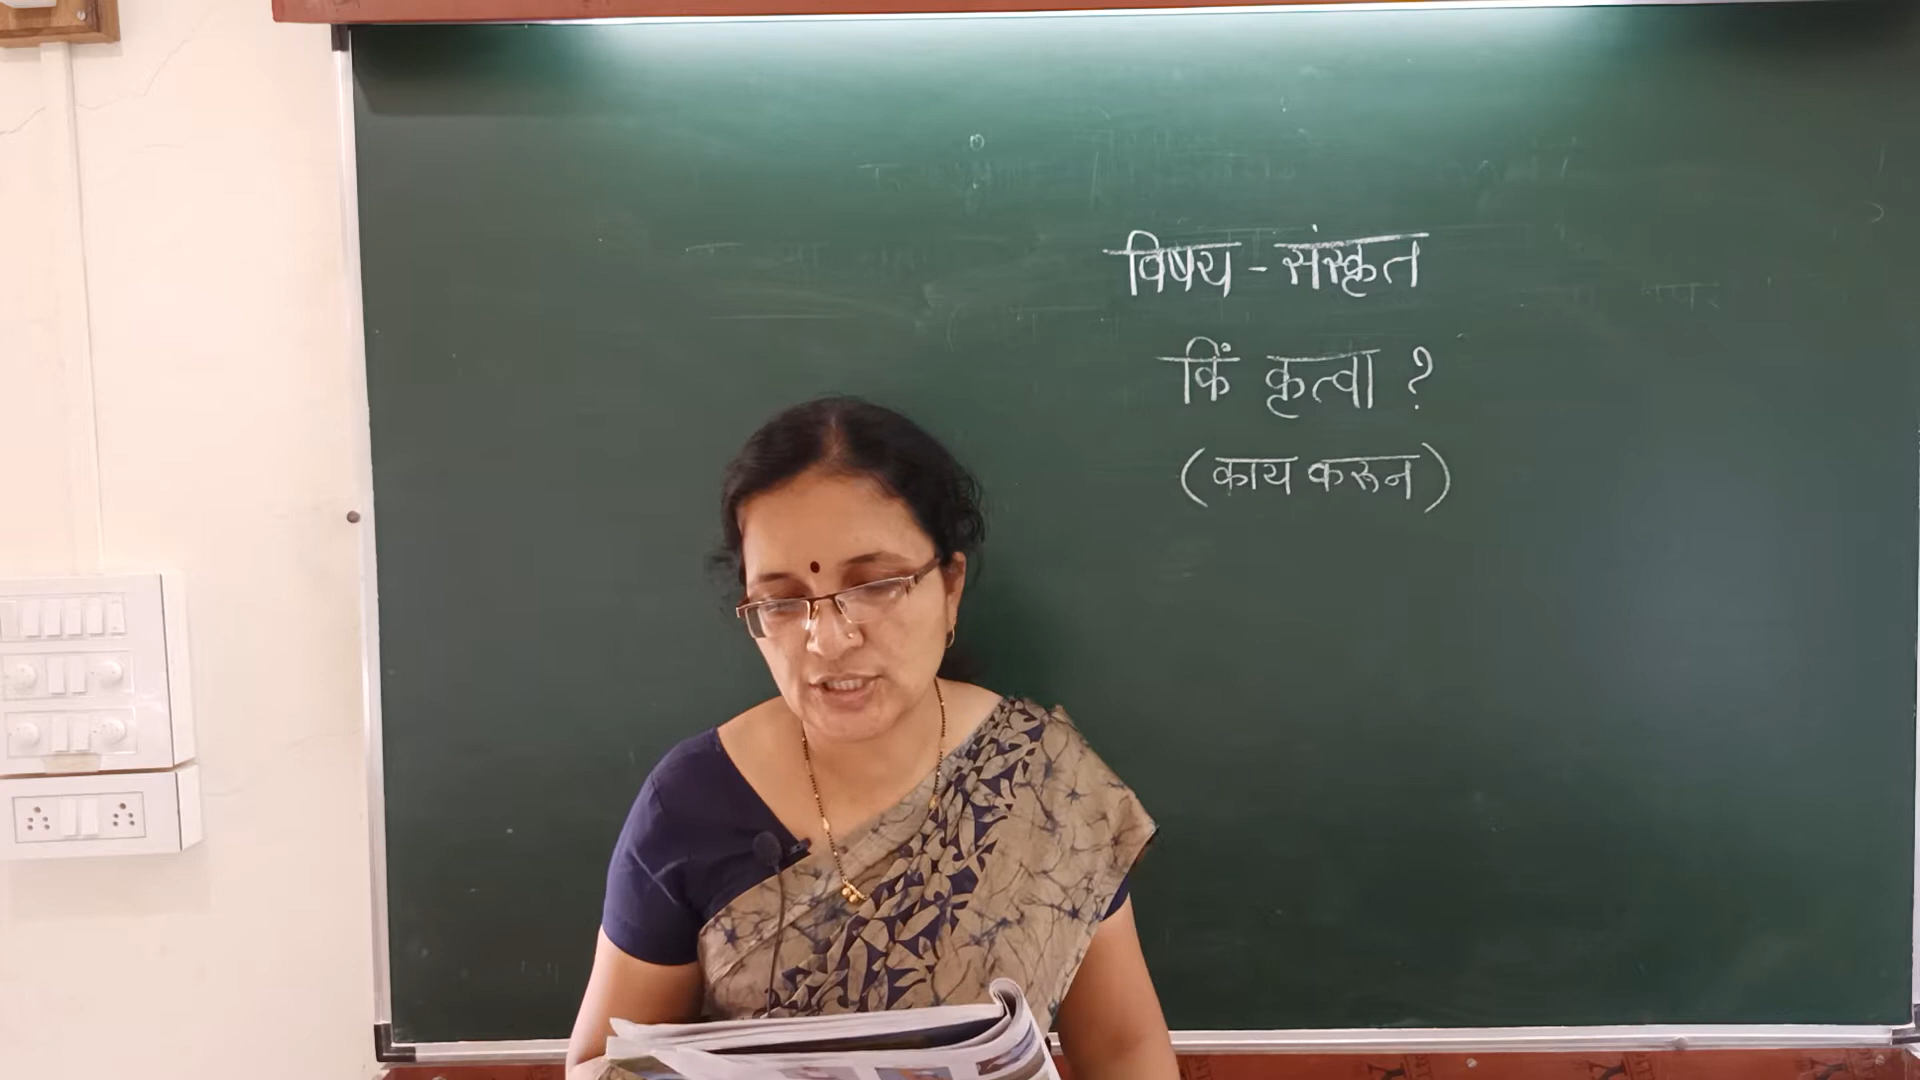 विषय - संस्कृत
किं कृत्वा ?
(काय करून)